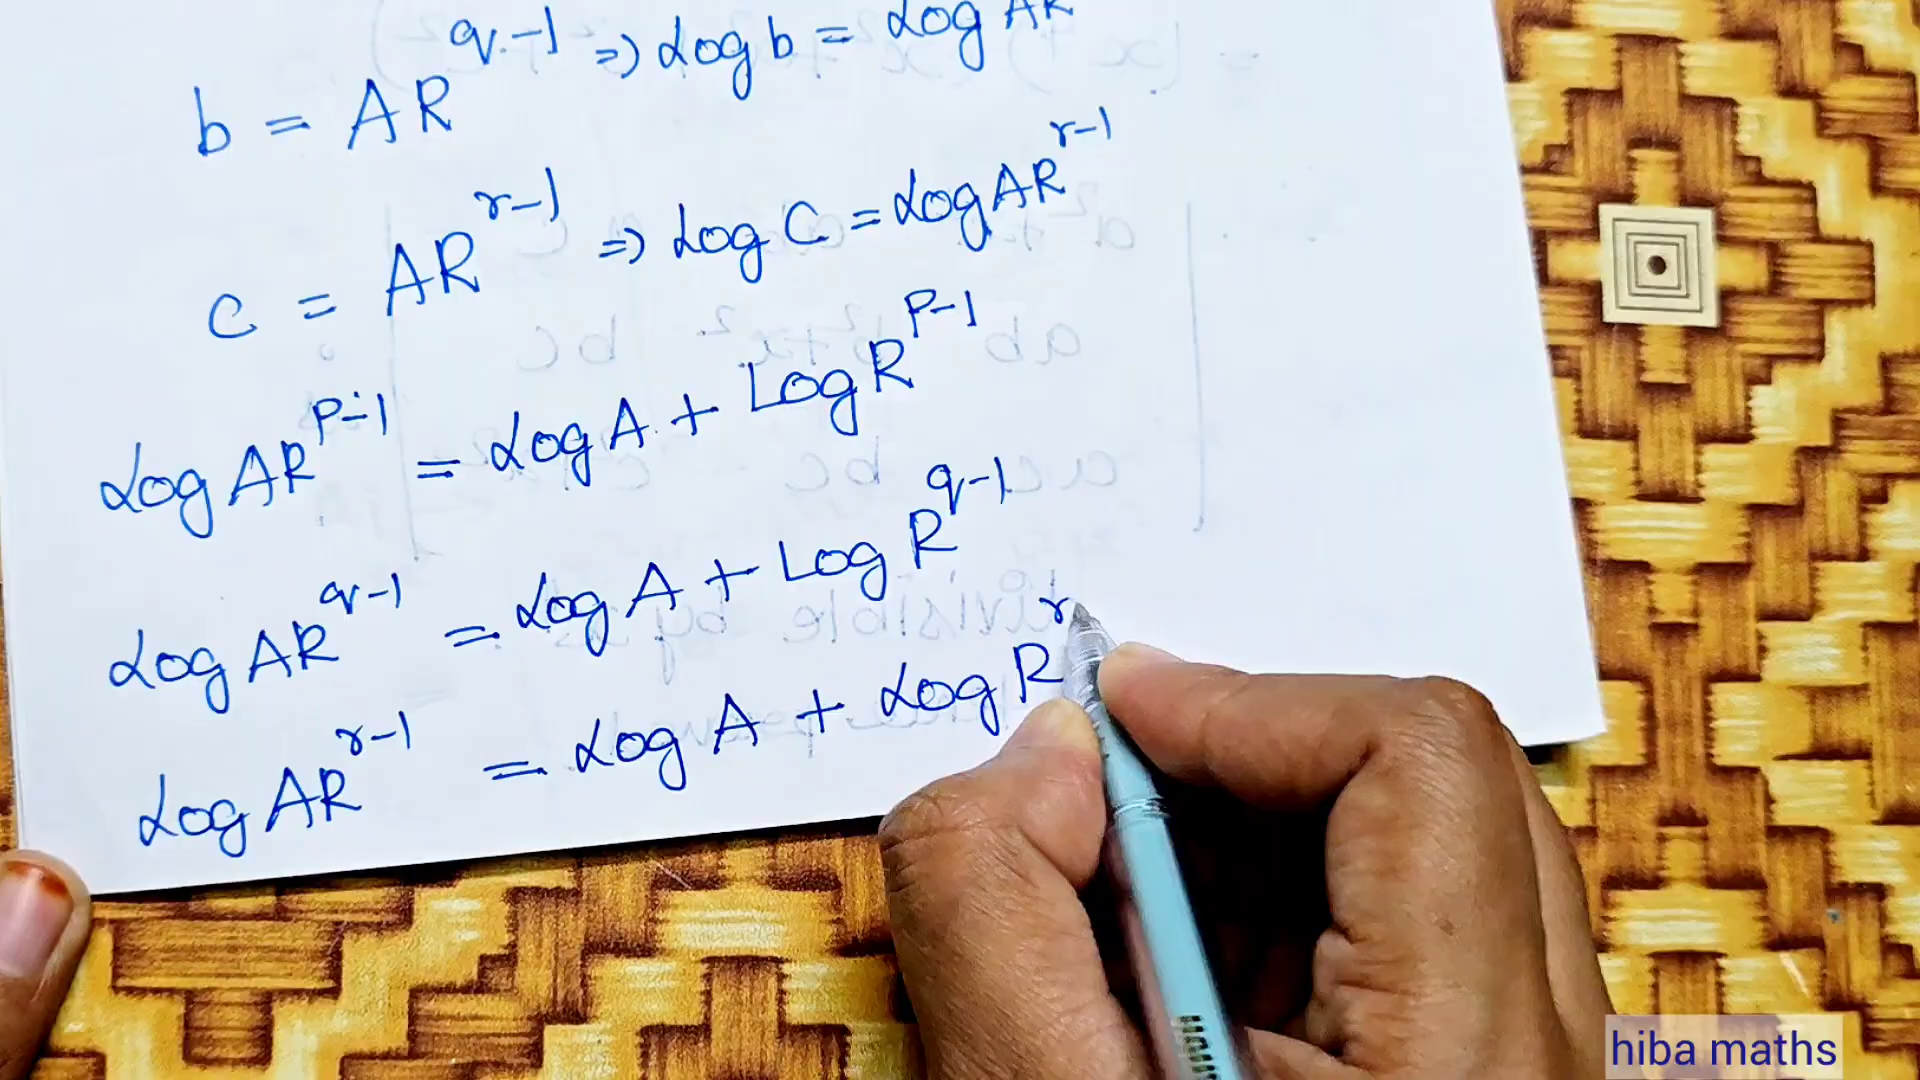 b = AR^(q-1) => Log b = Log AR
c = AR^(r-1) => Log C = Log AR^(r-1)
Log AR^(p-1) = Log A + Log R^(p-1)
Log AR^(q-1) = Log A + Log R^(q-1)
Log AR^(r-1) = Log A + Log R^r
hiba maths